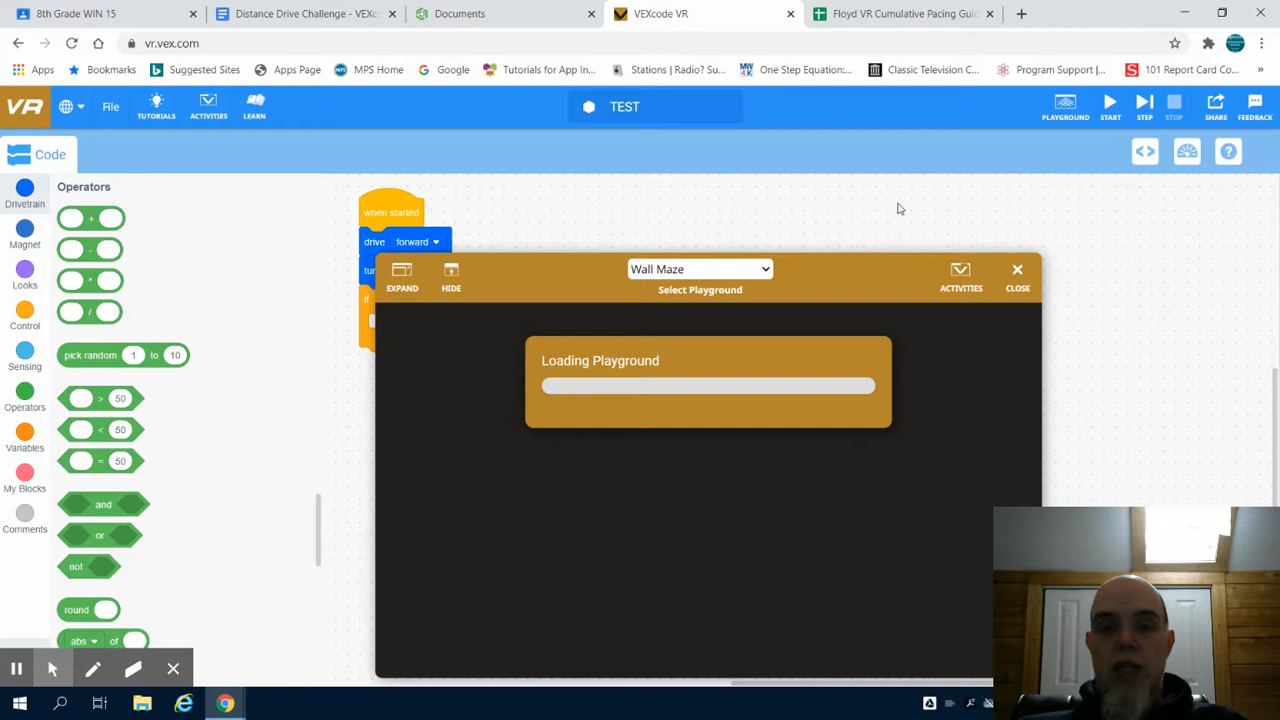 8th Grade WIN 15
Distance Drive Challenge - VEXco
Documents
VEXcode VR
Floyd VR Cumulative Pacing Guid
vr.vex.com
Apps
Bookmarks
Suggested Sites
Apps Page
MPS Home
Google
Tutorials for App In...
Stations | Radio? Su...
One Step Equation:...
Classic Television C...
Program Support |...
101 Report Card Co...
»
VR
File
TUTORIALS
ACTIVITIES
LEARN
TEST
PLAYGROUND
START
STEP
STOP
SHARE
FEEDBACK
Code
Drivetrain
Magnet
Looks
Control
Sensing
Operators
Variables
My Blocks
Comments
Operators
+
-
*
/
pick random 1 to 10
> 50
< 50
= 50
and
or
not
round
abs of
when started
drive forward
tur
if
EXPAND
HIDE
Wall Maze
Select Playground
ACTIVITIES
CLOSE
Loading Playground